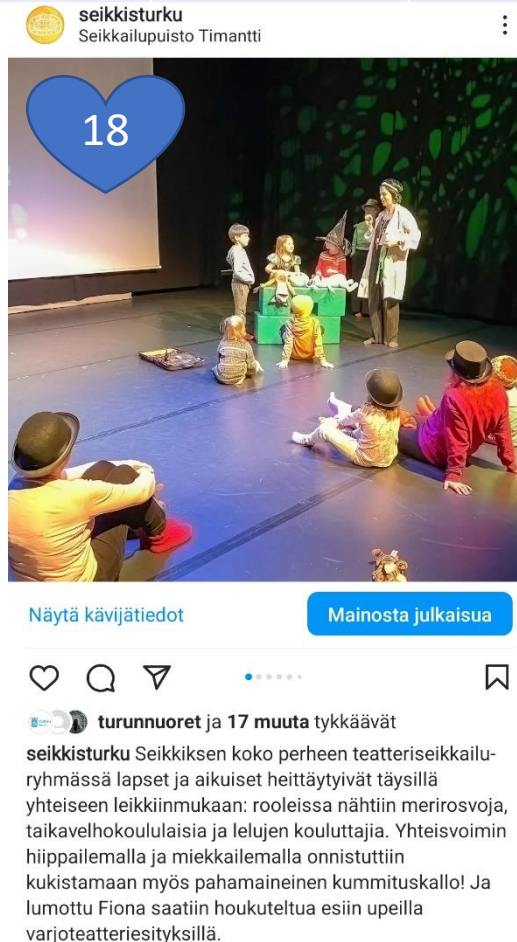 seikkisturku
Seikkailupuisto Timantti
18
Näytä kävijätiedot
Mainosta julkaisua
turunnuoret ja 17 muuta tykkäävät
seikkisturku Seikkiksen koko perheen teatteriseikkailu-
ryhmässä lapset ja aikuiset heittäytyivät täysillä
yhteiseen leikkiinmukaan: rooleissa nähtiin merirosvoja,
taikavelhokoululaisia ja lelujen kouluttajia. Yhteisvoimin
hiippailemalla ja miekkailemalla onnistuttiin
kukistamaan myös pahamaineinen kummituskallo! Ja
lumottu Fiona saatiin houkuteltua esiin upeilla
varjoteatteriesityksillä.